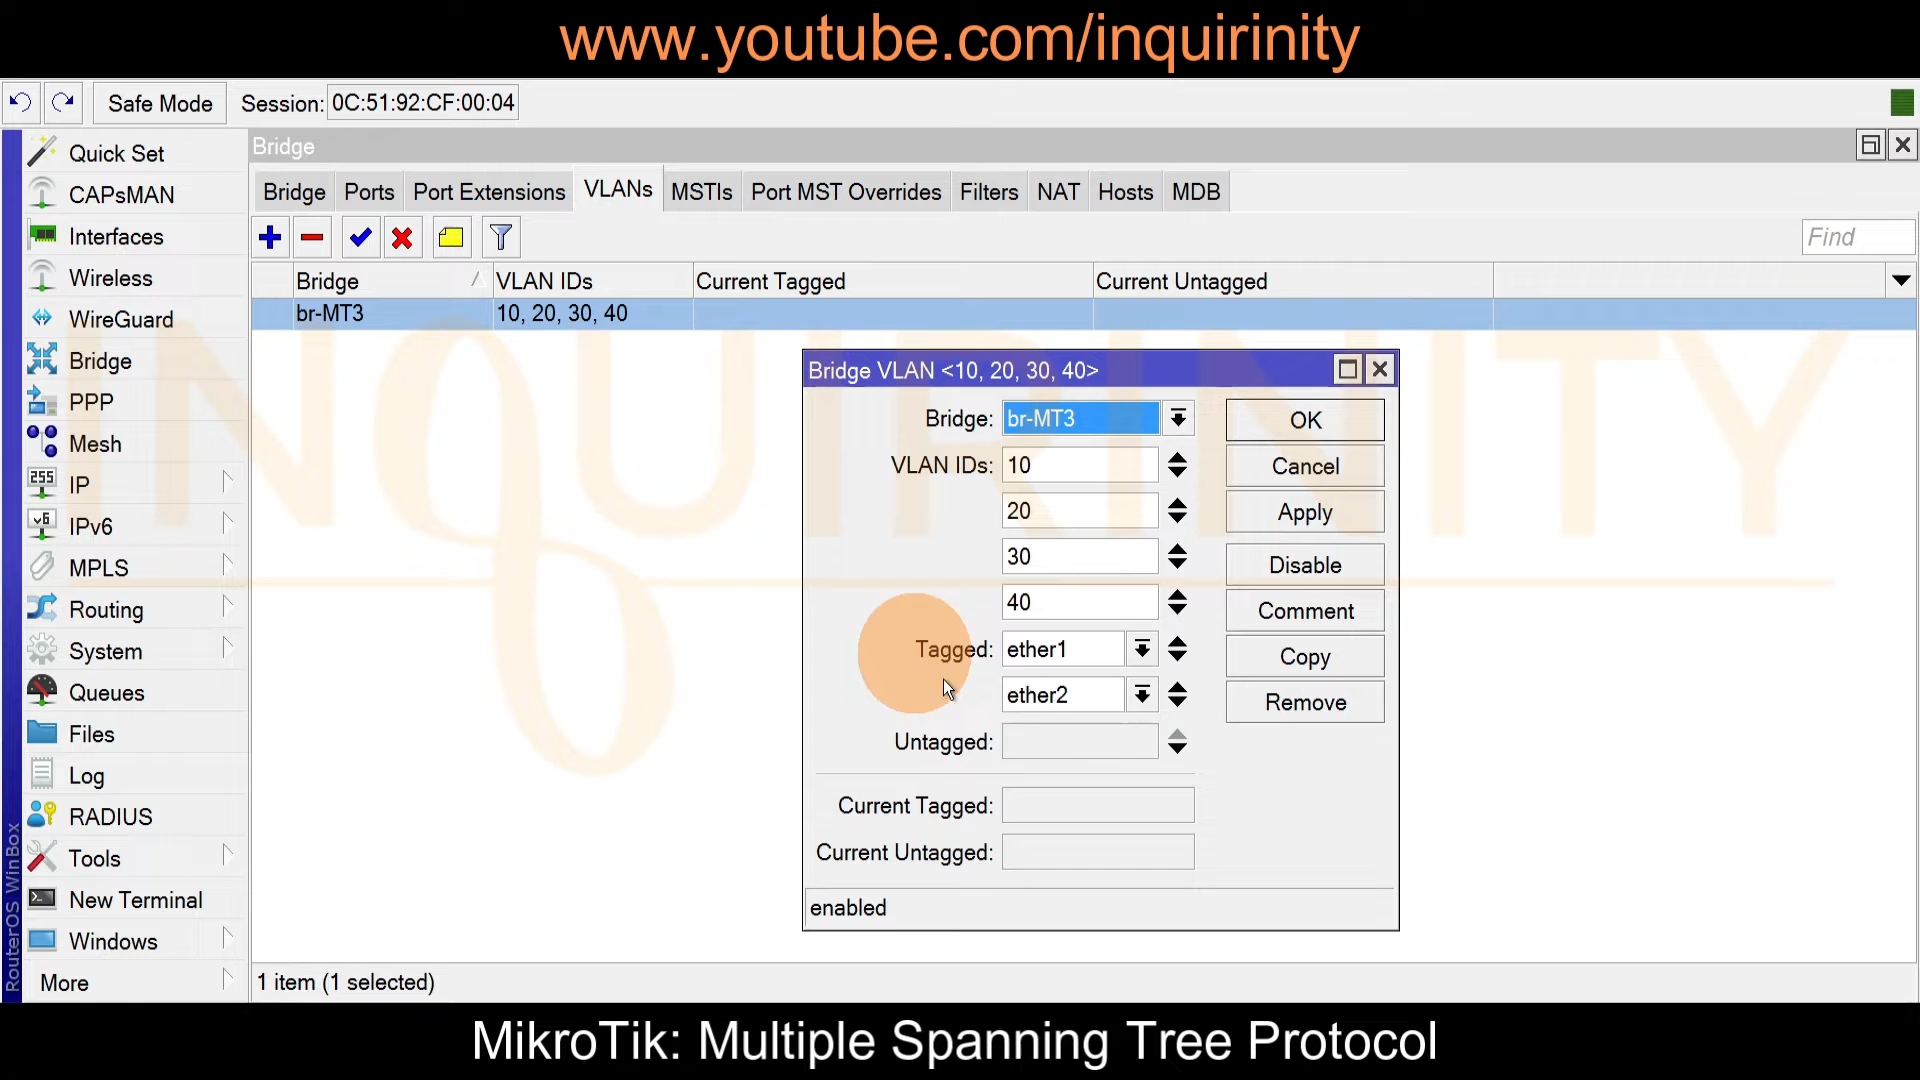 www.youtube.com/inquirinity
Safe Mode Session: 0C:51:92:CF:00:04
Bridge
Quick Set
CAPsMAN
Interfaces
Wireless
WireGuard
Bridge
PPP
Mesh
255 IP
v6 IPv6
MPLS
Routing
System
Queues
Files
Log
RADIUS
Tools
New Terminal
Windows
More
RouterOS WinBox
Bridge Ports Port Extensions VLANs MSTIs Port MST Overrides Filters NAT Hosts MDB
Find
Bridge VLAN IDs Current Tagged Current Untagged
br-MT3 10, 20, 30, 40
INQUIRINITY
Bridge VLAN <10, 20, 30, 40>
Bridge: br-MT3
VLAN IDs: 10
20
30
40
Tagged: ether1
ether2
Untagged:
Current Tagged:
Current Untagged:
enabled
OK
Cancel
Apply
Disable
Comment
Copy
Remove
1 item (1 selected)
MikroTik: Multiple Spanning Tree Protocol